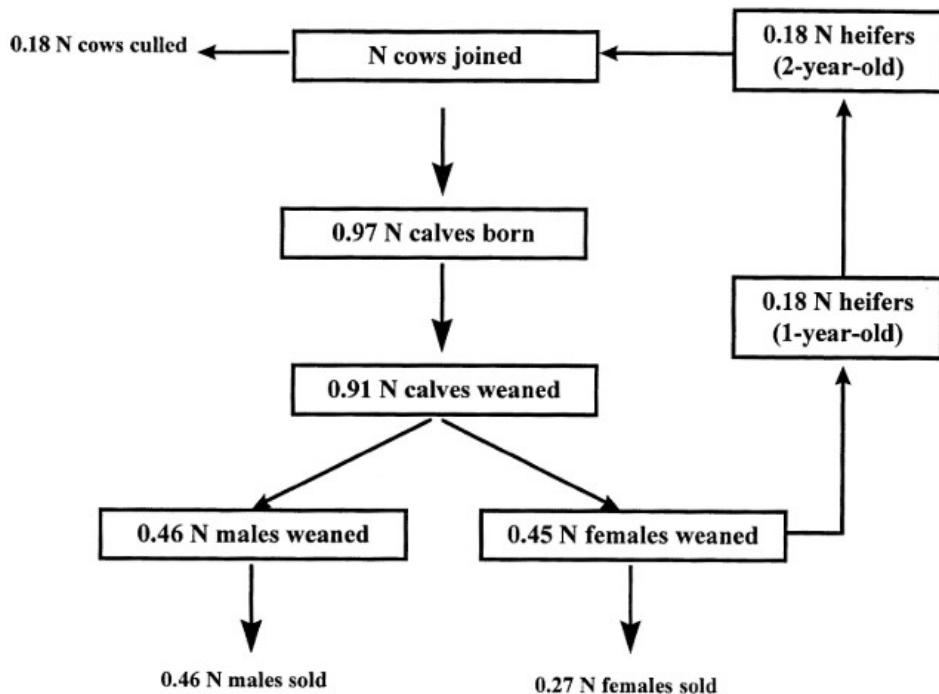 0.18 N cows culled
N cows joined
0.18 N heifers
(2-year-old)
0.97 N calves born
0.18 N heifers
(1-year-old)
0.91 N calves weaned
0.46 N males weaned
0.45 N females weaned
0.46 N males sold
0.27 N females sold